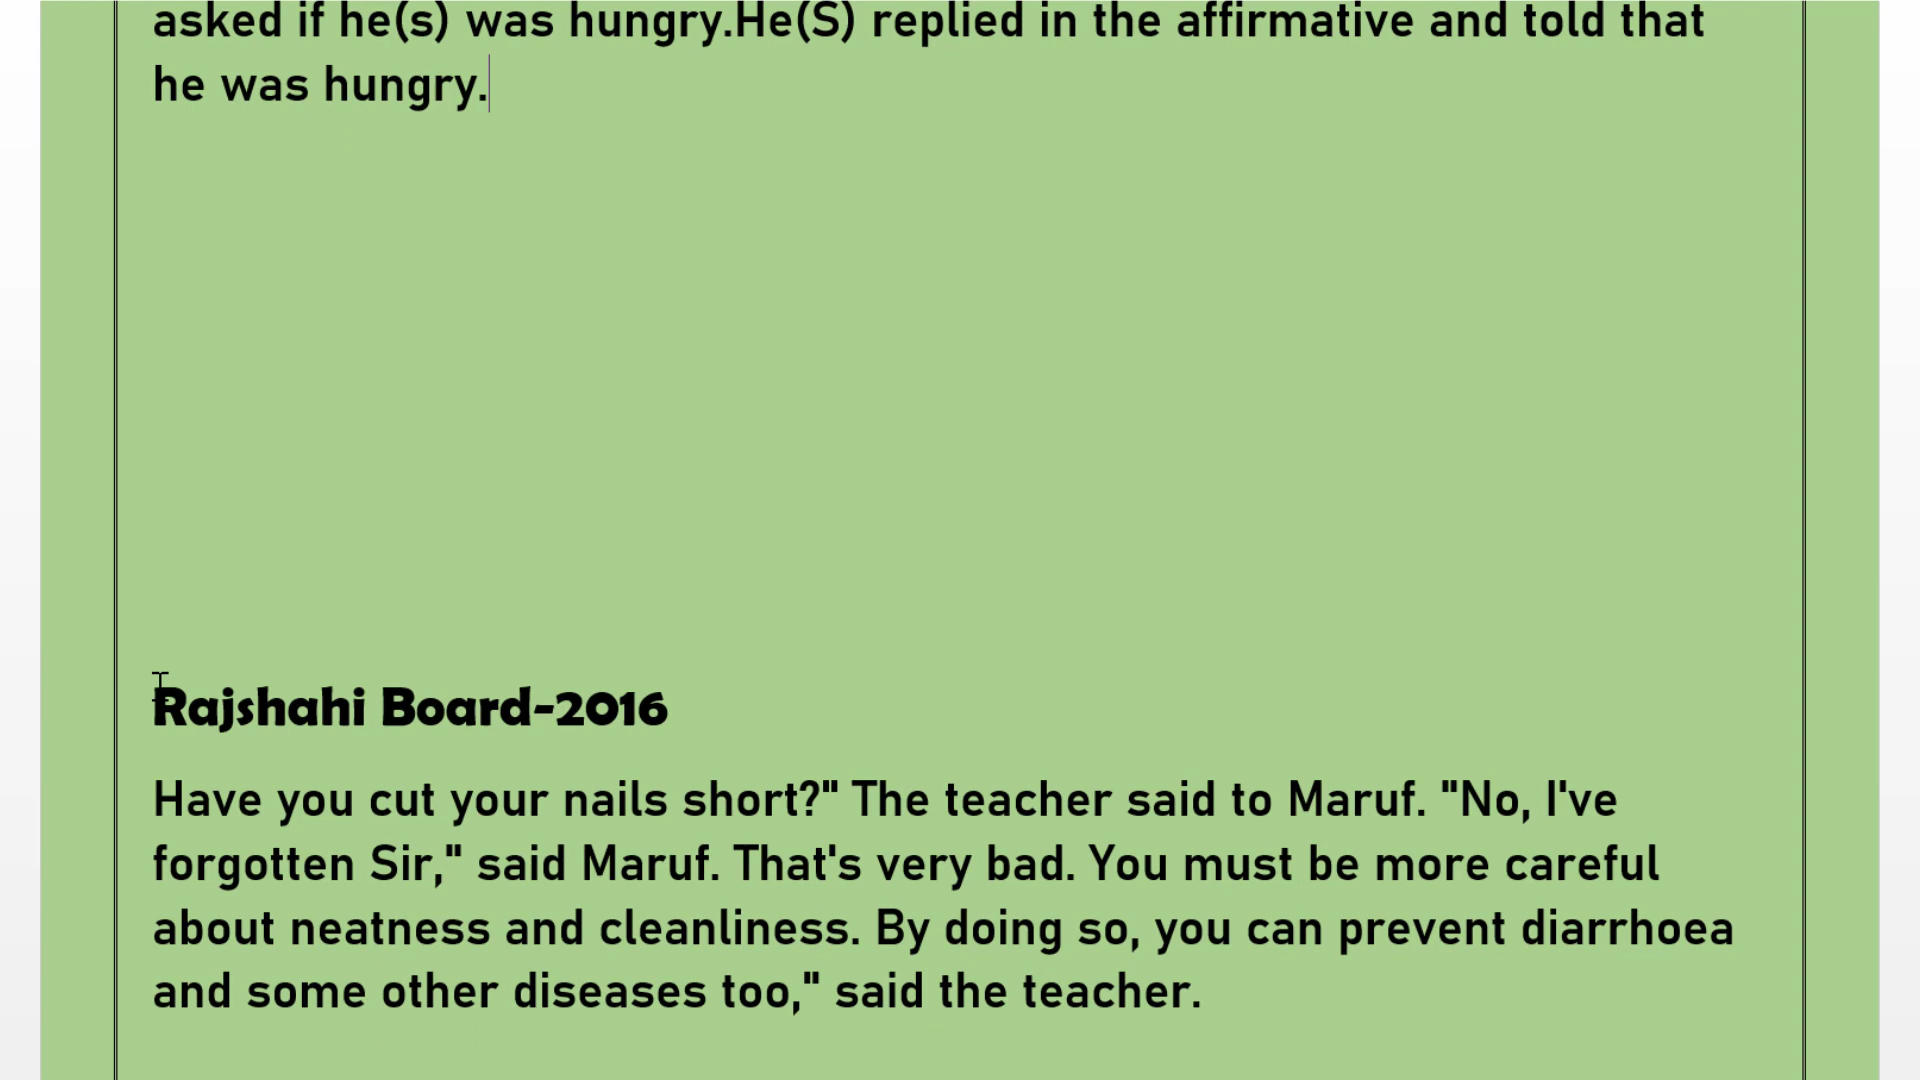 asked if he(s) was hungry.He(S) replied in the affirmative and told that
he was hungry.
Rajshahi Board-2016
Have you cut your nails short?" The teacher said to Maruf. "No, I've
forgotten Sir," said Maruf. That's very bad. You must be more careful
about neatness and cleanliness. By doing so, you can prevent diarrhoea
and some other diseases too," said the teacher.